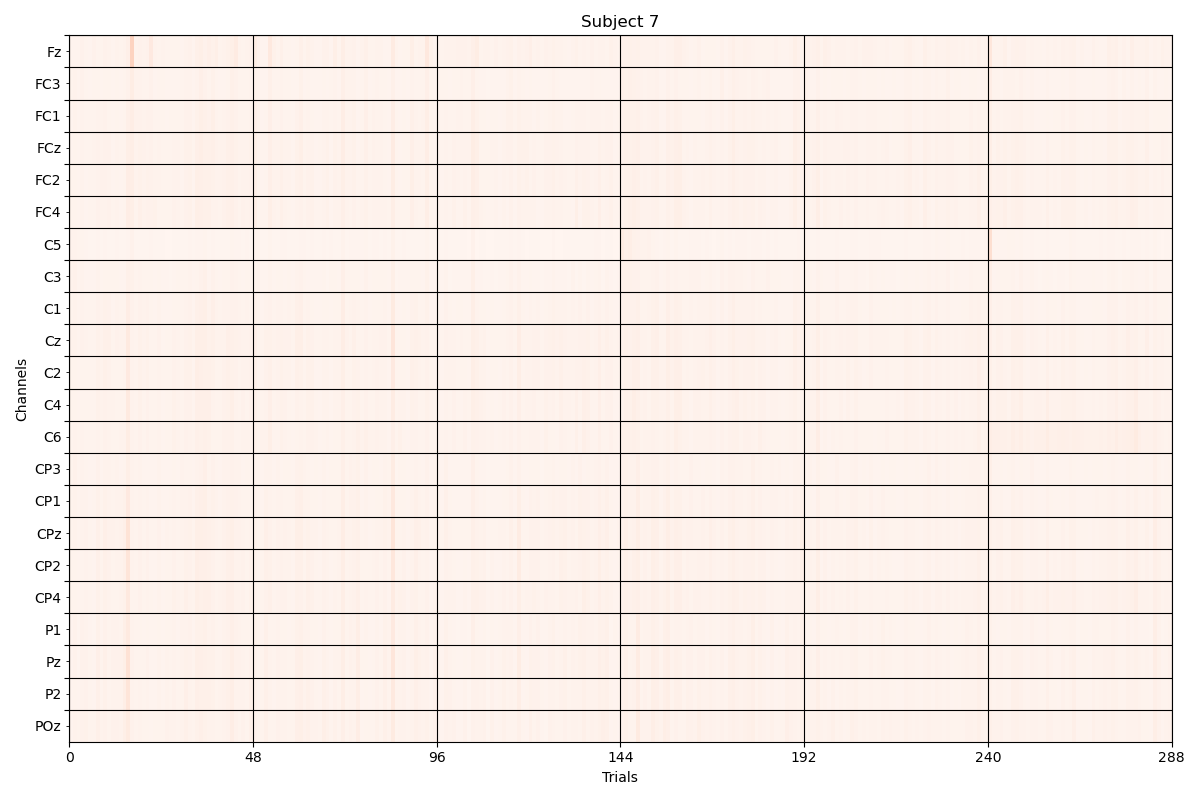 Subject 7
Fz
FC3
FC1
FCz
FC2
FC4
C5
C3
C1
Cz
C2
C4
C6
CP3
CP1
CPz
CP2
CP4
P1
Pz
P2
POz
Channels
0 48 96 144 192 240 288
Trials